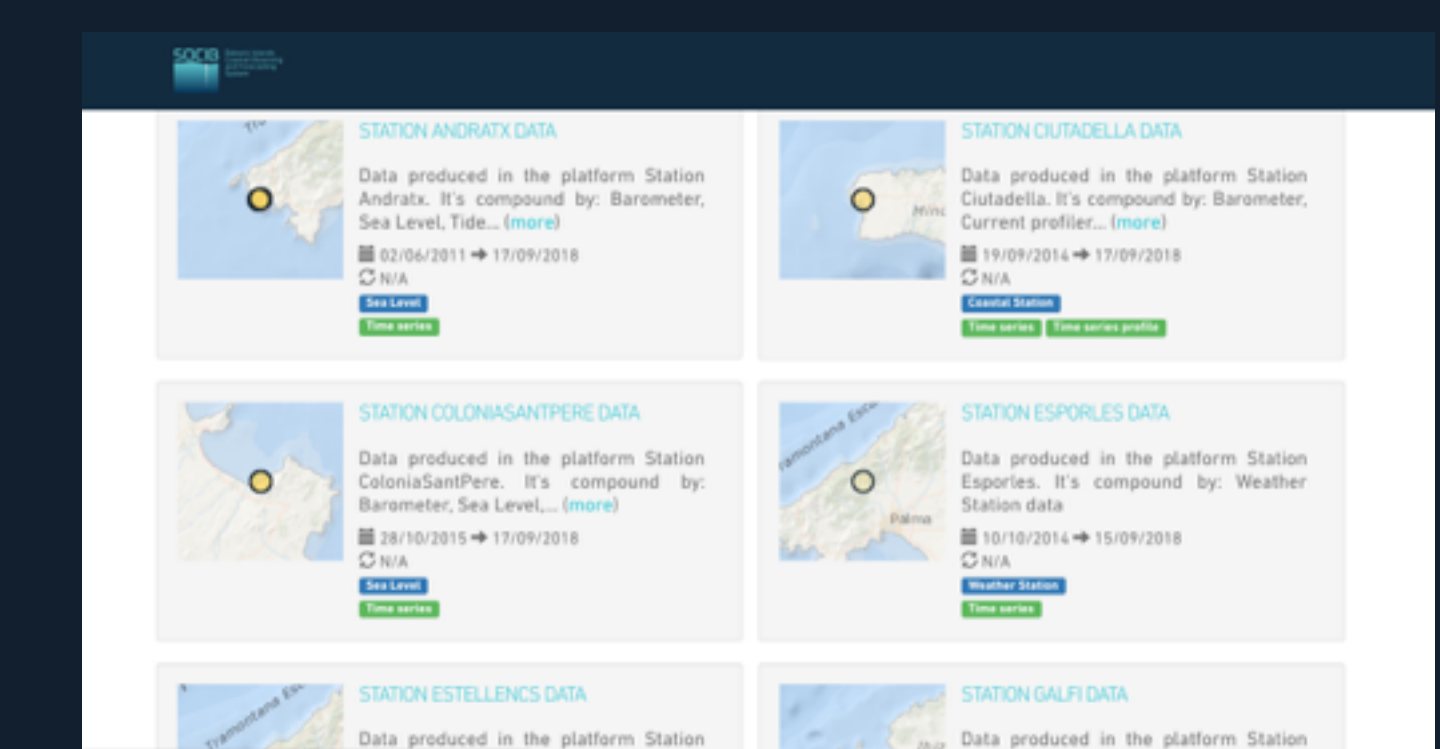 SOCIB
STATION ANDRATX DATA
Data produced in the platform Station
Andratx. It's compound by: Barometer,
Sea Level, Tide... (more)
02/06/2011 ➜ 17/09/2018
N/A
Sea Level
Time series
STATION CIUTADELLA DATA
Data produced in the platform Station
Ciutadella. It's compound by: Barometer,
Current profiler... (more)
19/09/2014 ➜ 17/09/2018
N/A
Coastal Station
Time series Time series profile
STATION COLONIASANTPERE DATA
Data produced in the platform Station
ColoniaSantPere. It's compound by:
Barometer, Sea Level,... (more)
28/10/2015 ➜ 17/09/2018
N/A
Sea Level
Time series
Palma
STATION ESPORLES DATA
Data produced in the platform Station
Esporles. It's compound by: Weather
Station data
10/10/2014 ➜ 15/09/2018
N/A
Weather Station
Time series
Tramontana
STATION ESTELLENCS DATA
Data produced in the platform Station
STATION GALFI DATA
Data produced in the platform Station